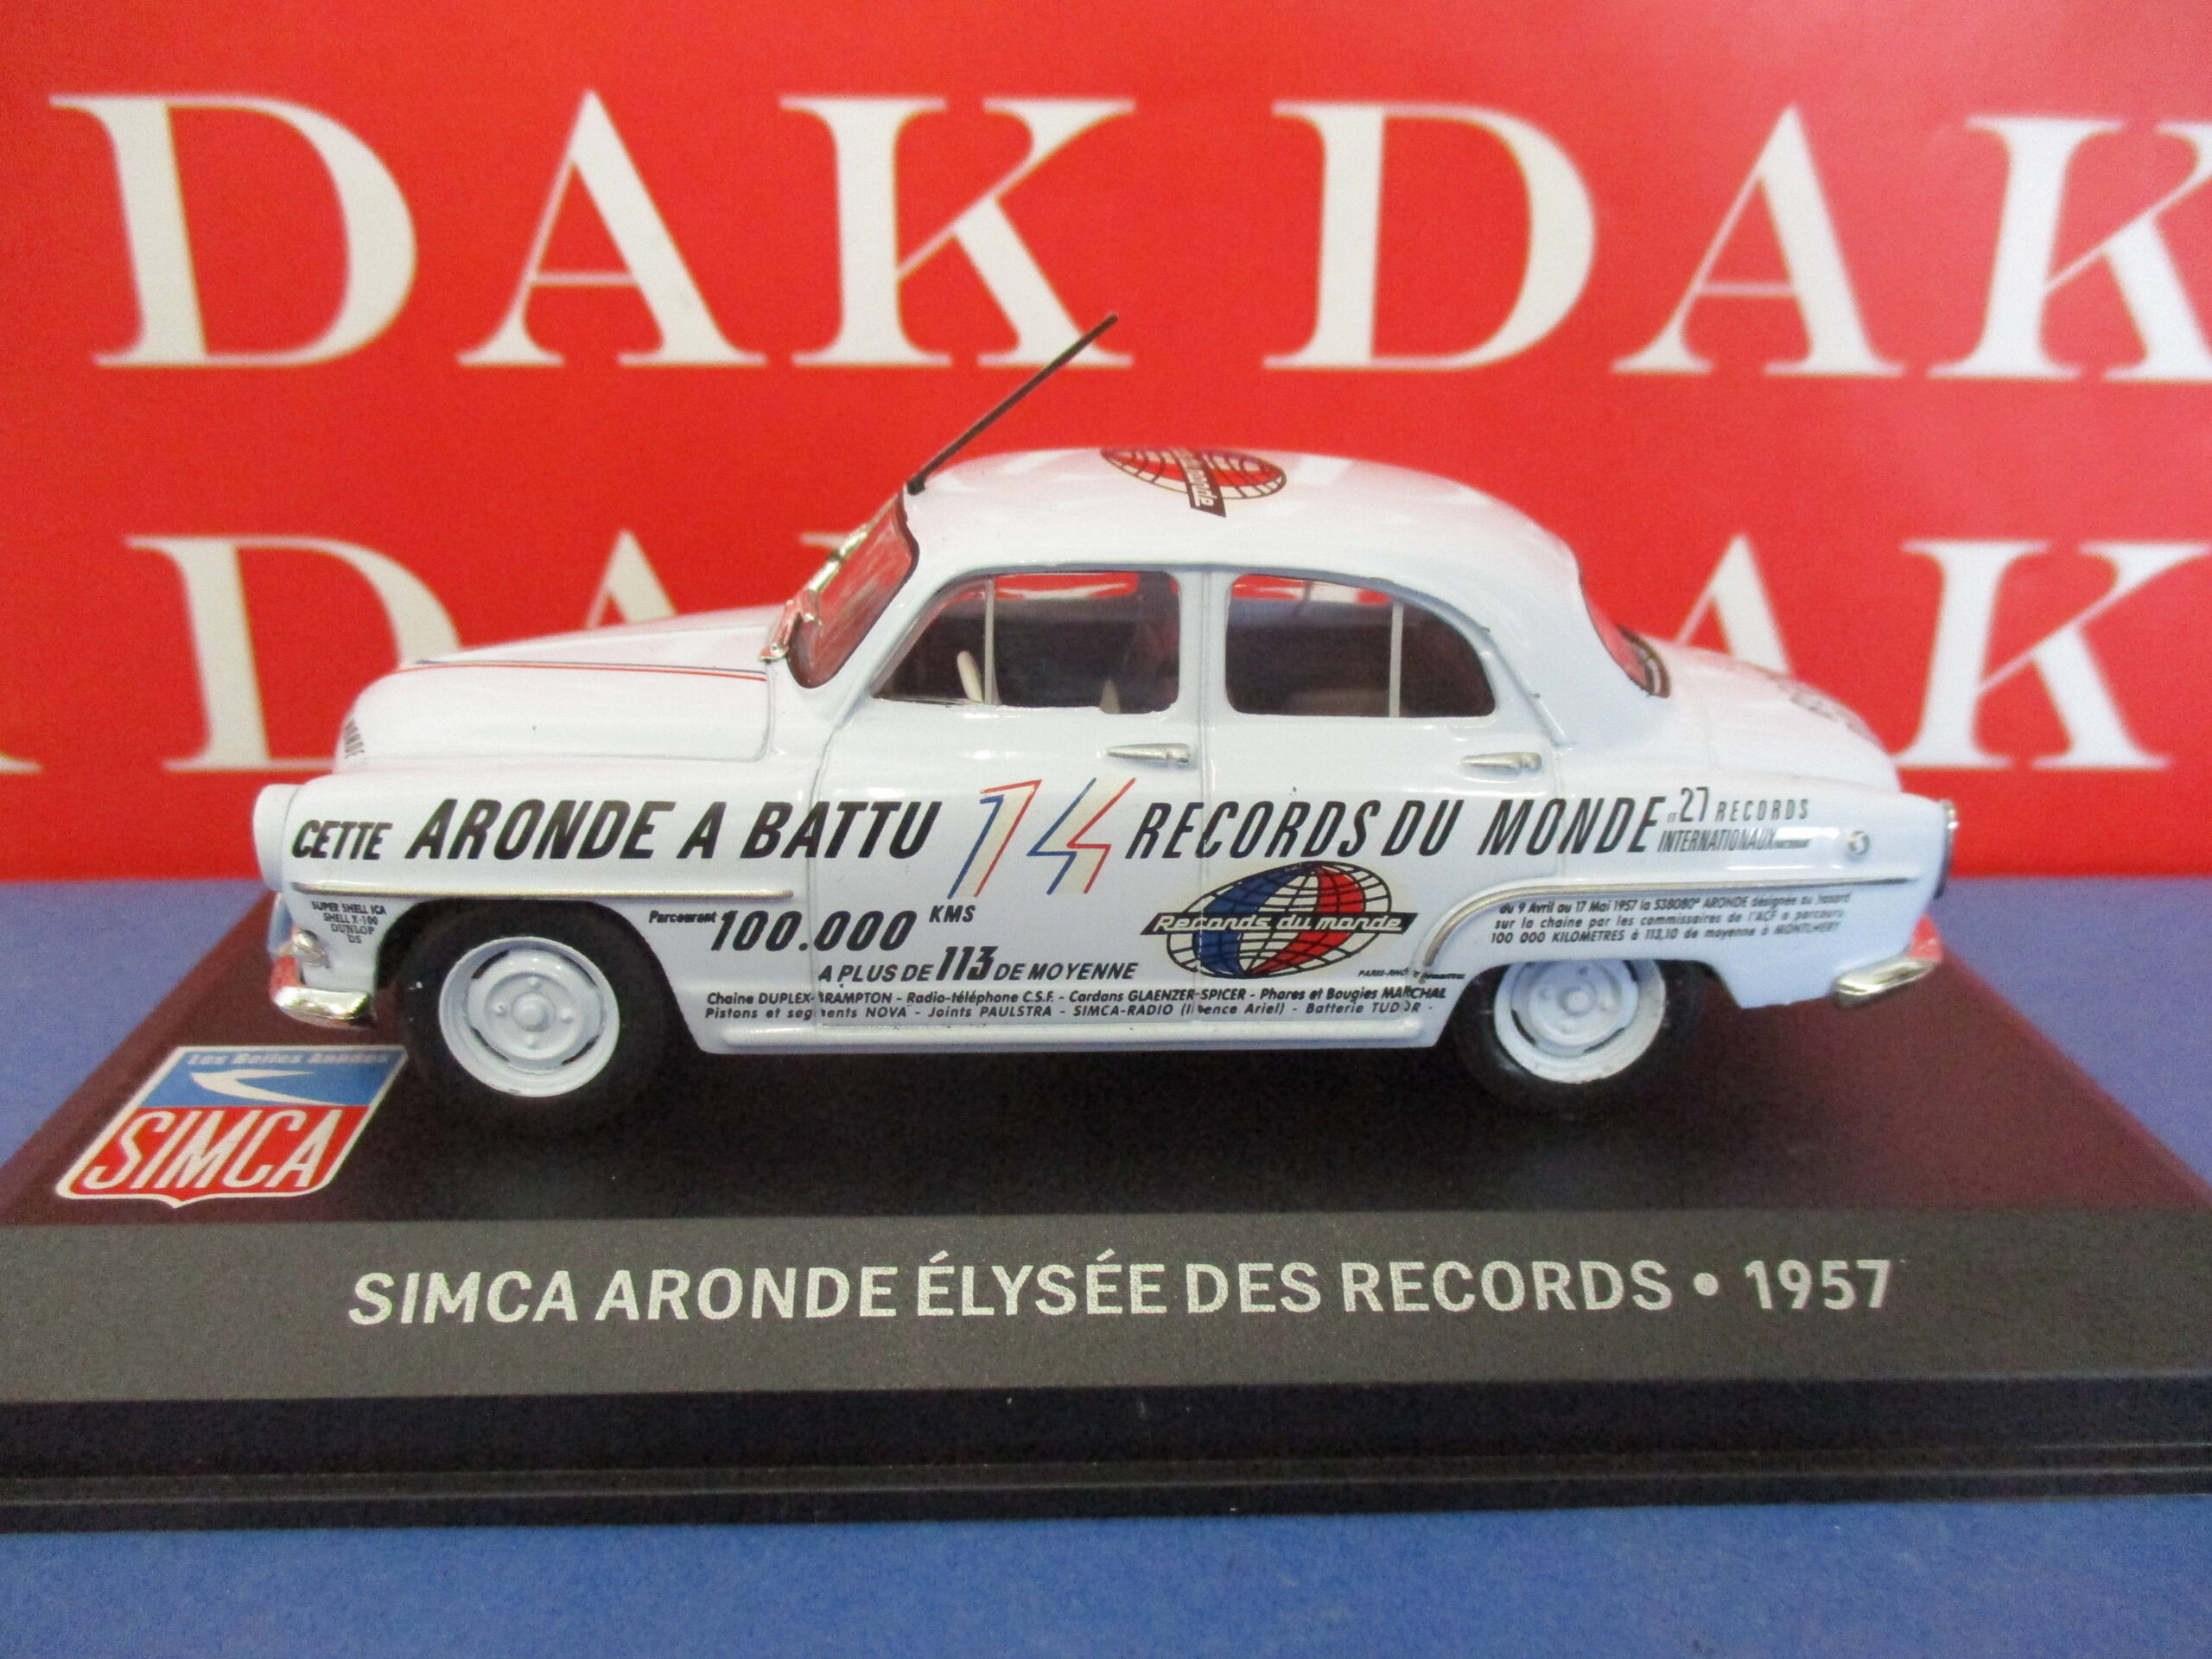 DAK DAK
DAK DAK
Records du monde
MONDE
CETTE ARONDE A BATTU 14 RECORDS DU MONDE et 27 RECORDS
INTERNATIONAUX
SUPER SHELL ICA
SHELL X-100
DUNLOP
DS
Parcourant 100.000 KMS
A PLUS DE 113 DE MOYENNE
Chaine DUPLEX-BRAMPTON - Radio-téléphone C.S.F. - Cardans GLAENZER-SPICER - Phares et Bougies MARCHAL
Pistons et segments NOVA - Joints PAULSTRA - SIMCA-RADIO (licence Ariel) - Batterie TUDOR -
du 9 Avril au 17 Mai 1957 la 538080e ARONDE désignée au hasard
sur la chaine par les commissaires de l'ACF a parcouru
100 000 KILOMETRES à 113,10 de moyenne à MONTLHERY
Les Belles Années
SIMCA
SIMCA ARONDE ÉLYSÉE DES RECORDS • 1957